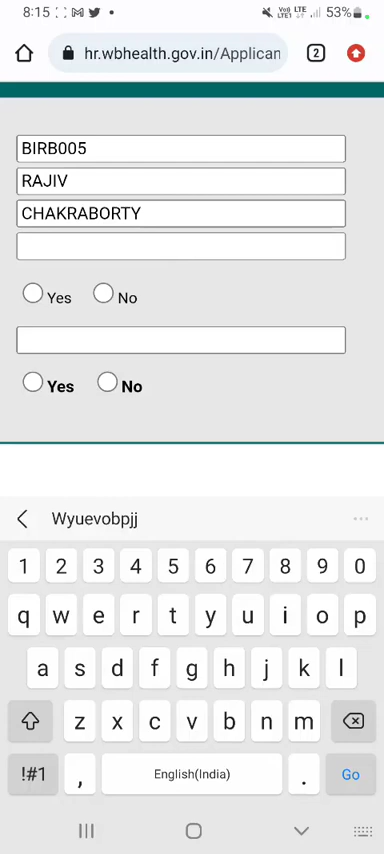 8:15 53%
hr.wbhealth.gov.in/Applican 2
BIRB005
RAJIV
CHAKRABORTY
Yes No
Yes No
Wyuevobpjj
1 2 3 4 5 6 7 8 9 0
q w e r t y u i o p
a s d f g h j k l
z x c v b n m
!#1 , English(India) . Go